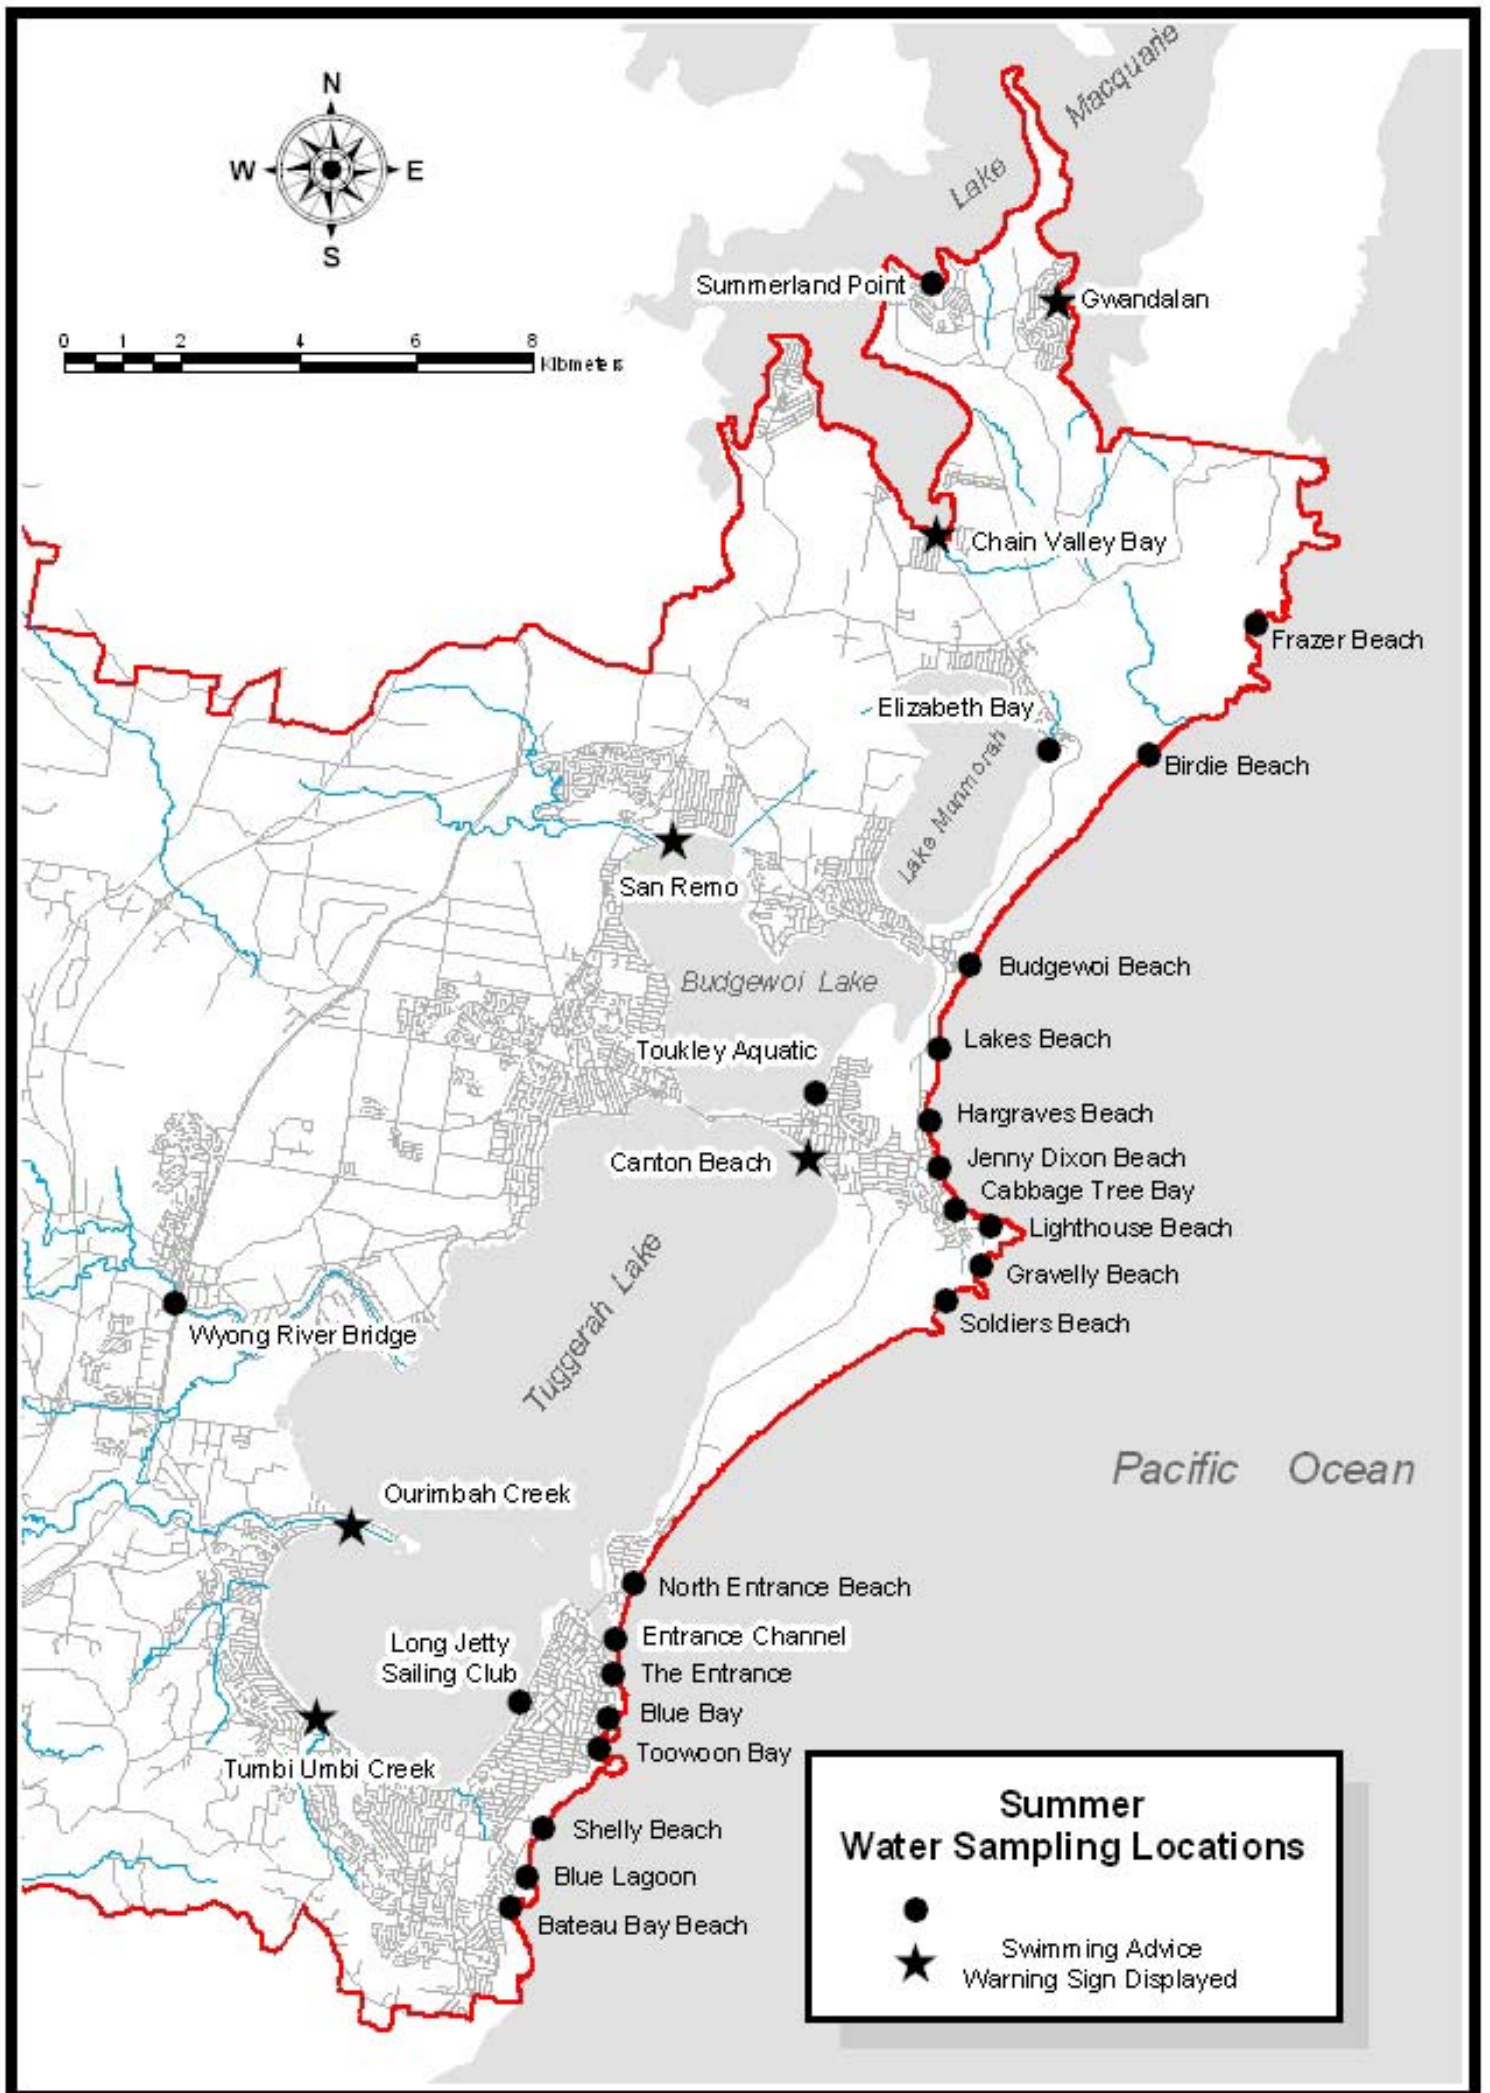 N
W E
S
Lake
Macquarie
Summerland Point
Gwandalan
0 1 2 4 6 8
Kilometers
Chain Valley Bay
Frazer Beach
Elizabeth Bay
Lake Munmorah
Birdie Beach
San Remo
Budgewoi Lake
Budgewoi Beach
Lakes Beach
Toukley Aquatic
Hargraves Beach
Canton Beach
Jenny Dixon Beach
Cabbage Tree Bay
Lighthouse Beach
Gravelly Beach
Soldiers Beach
Tuggerah Lake
Wyong River Bridge
Pacific Ocean
Ourimbah Creek
North Entrance Beach
Entrance Channel
Long Jetty
Sailing Club
The Entrance
Blue Bay
Toowoon Bay
Tumbi Umbi Creek
Shelly Beach
Blue Lagoon
Bateau Bay Beach
Summer
Water Sampling Locations
Swimming Advice
Warning Sign Displayed